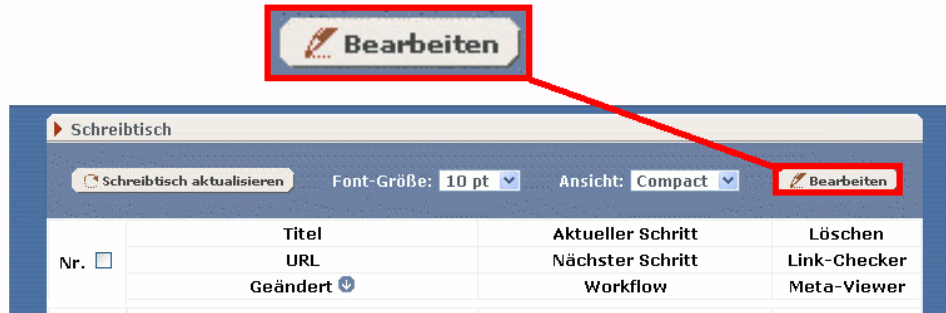 Bearbeiten
Schreibtisch
Schreibtisch aktualisieren Font-Größe: 10 pt Ansicht: Compact Bearbeiten
Titel Aktueller Schritt Löschen
Nr. URL Nächster Schritt Link-Checker
Geändert Workflow Meta-Viewer